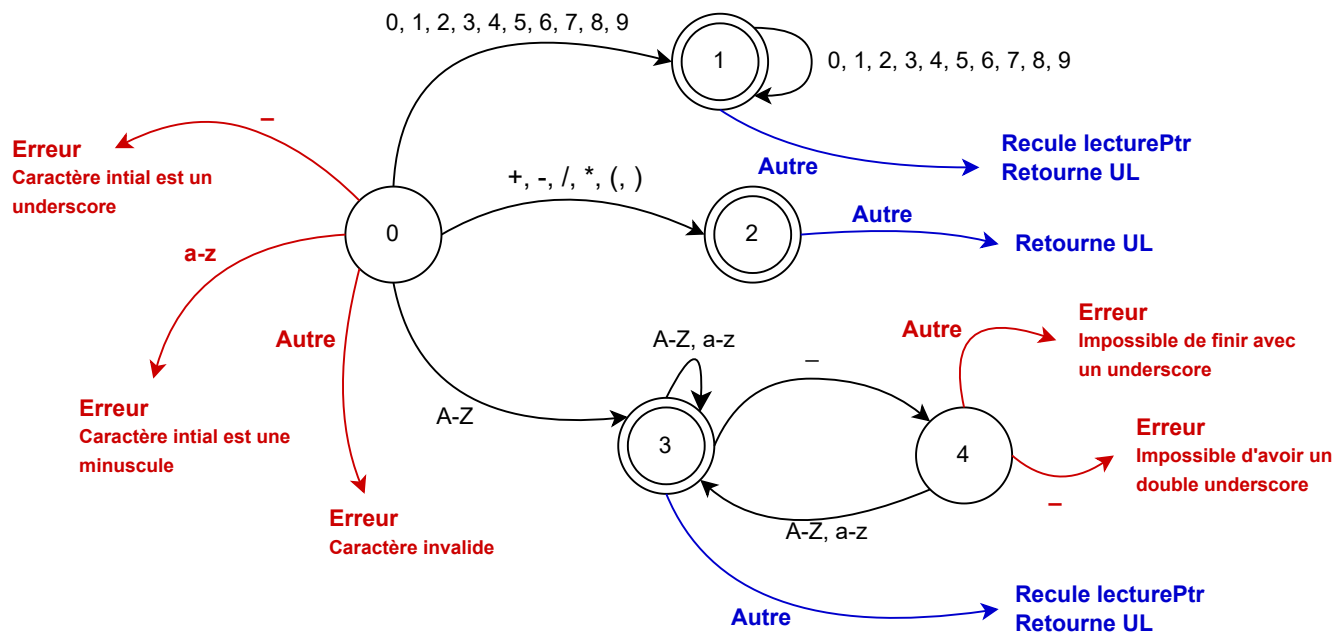 0, 1, 2, 3, 4, 5, 6, 7, 8, 9
1
0, 1, 2, 3, 4, 5, 6, 7, 8, 9
_
Erreur
Caractère intial est un
underscore
Autre
Recule lecturePtr
Retourne UL
+, -, /, *, (, )
0
2
Autre
Retourne UL
a-z
Erreur
Caractère intial est une
minuscule
Autre
Erreur
Caractère invalide
A-Z
A-Z, a-z
3
_
4
A-Z, a-z
Autre
Erreur
Impossible de finir avec
un underscore
Erreur
Impossible d'avoir un
double underscore
_
Autre
Recule lecturePtr
Retourne UL